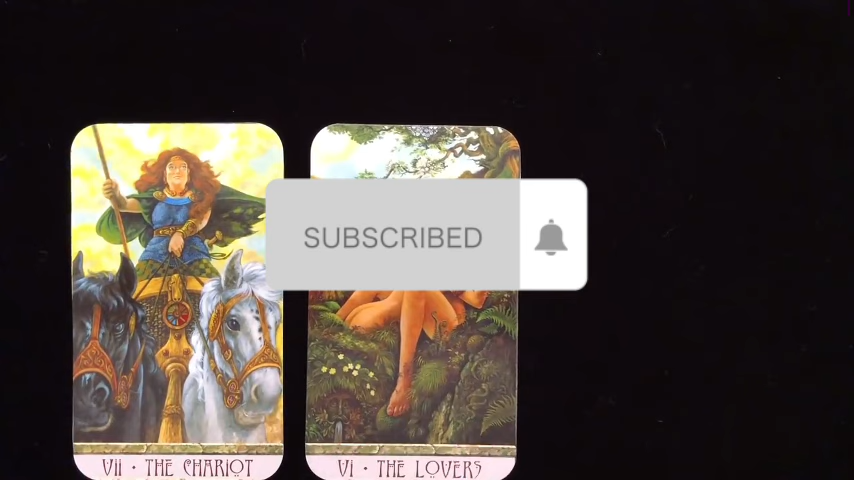 SUBSCRIBED
VII • THE CHARIOT
VI • THE LOVERS